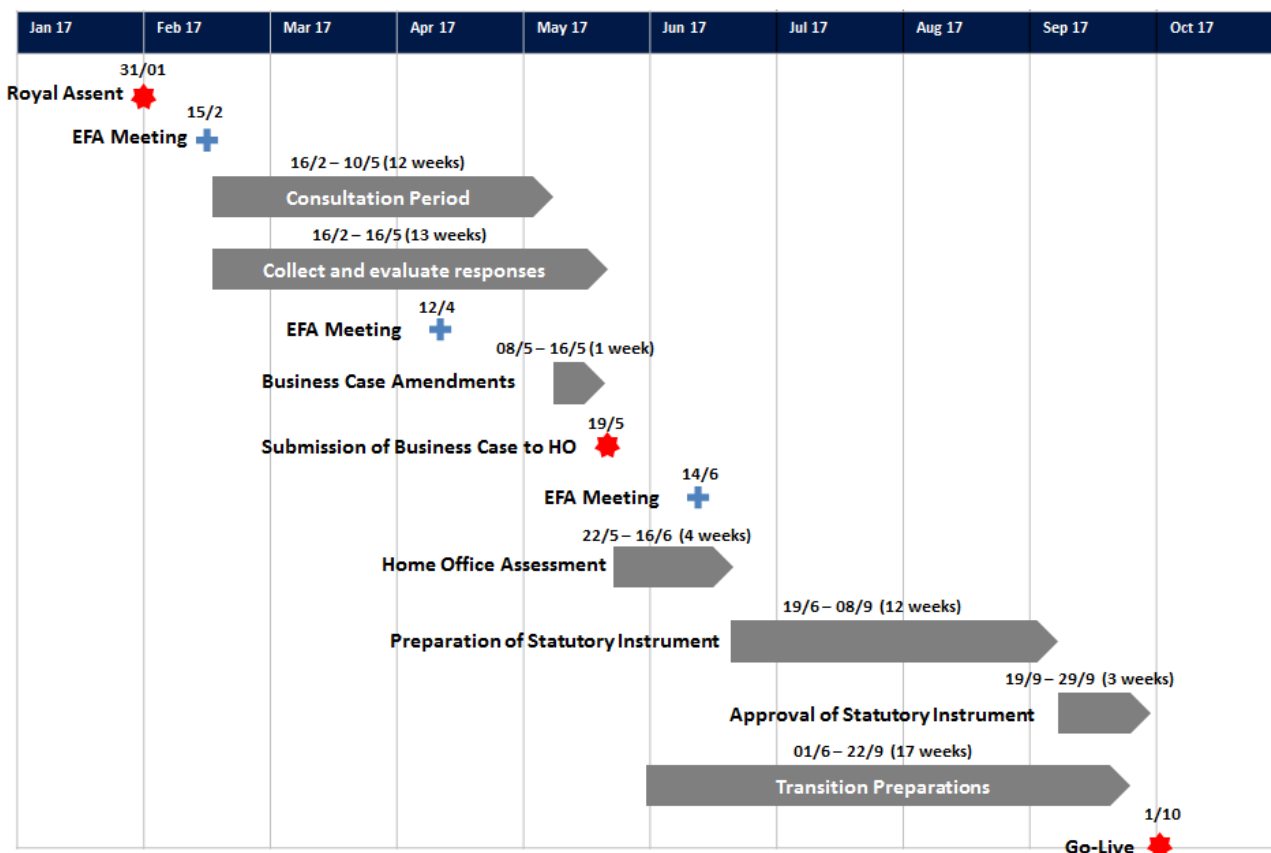 Jan 17 Feb 17 Mar 17 Apr 17 May 17 Jun 17 Jul 17 Aug 17 Sep 17 Oct 17
31/01
Royal Assent
15/2
EFA Meeting
16/2 – 10/5 (12 weeks)
Consultation Period
16/2 – 16/5 (13 weeks)
Collect and evaluate responses
12/4
EFA Meeting
08/5 – 16/5 (1 week)
Business Case Amendments
19/5
Submission of Business Case to HO
14/6
EFA Meeting
22/5 – 16/6 (4 weeks)
Home Office Assessment
19/6 – 08/9 (12 weeks)
Preparation of Statutory Instrument
19/9 – 29/9 (3 weeks)
Approval of Statutory Instrument
01/6 – 22/9 (17 weeks)
Transition Preparations
1/10
Go-Live